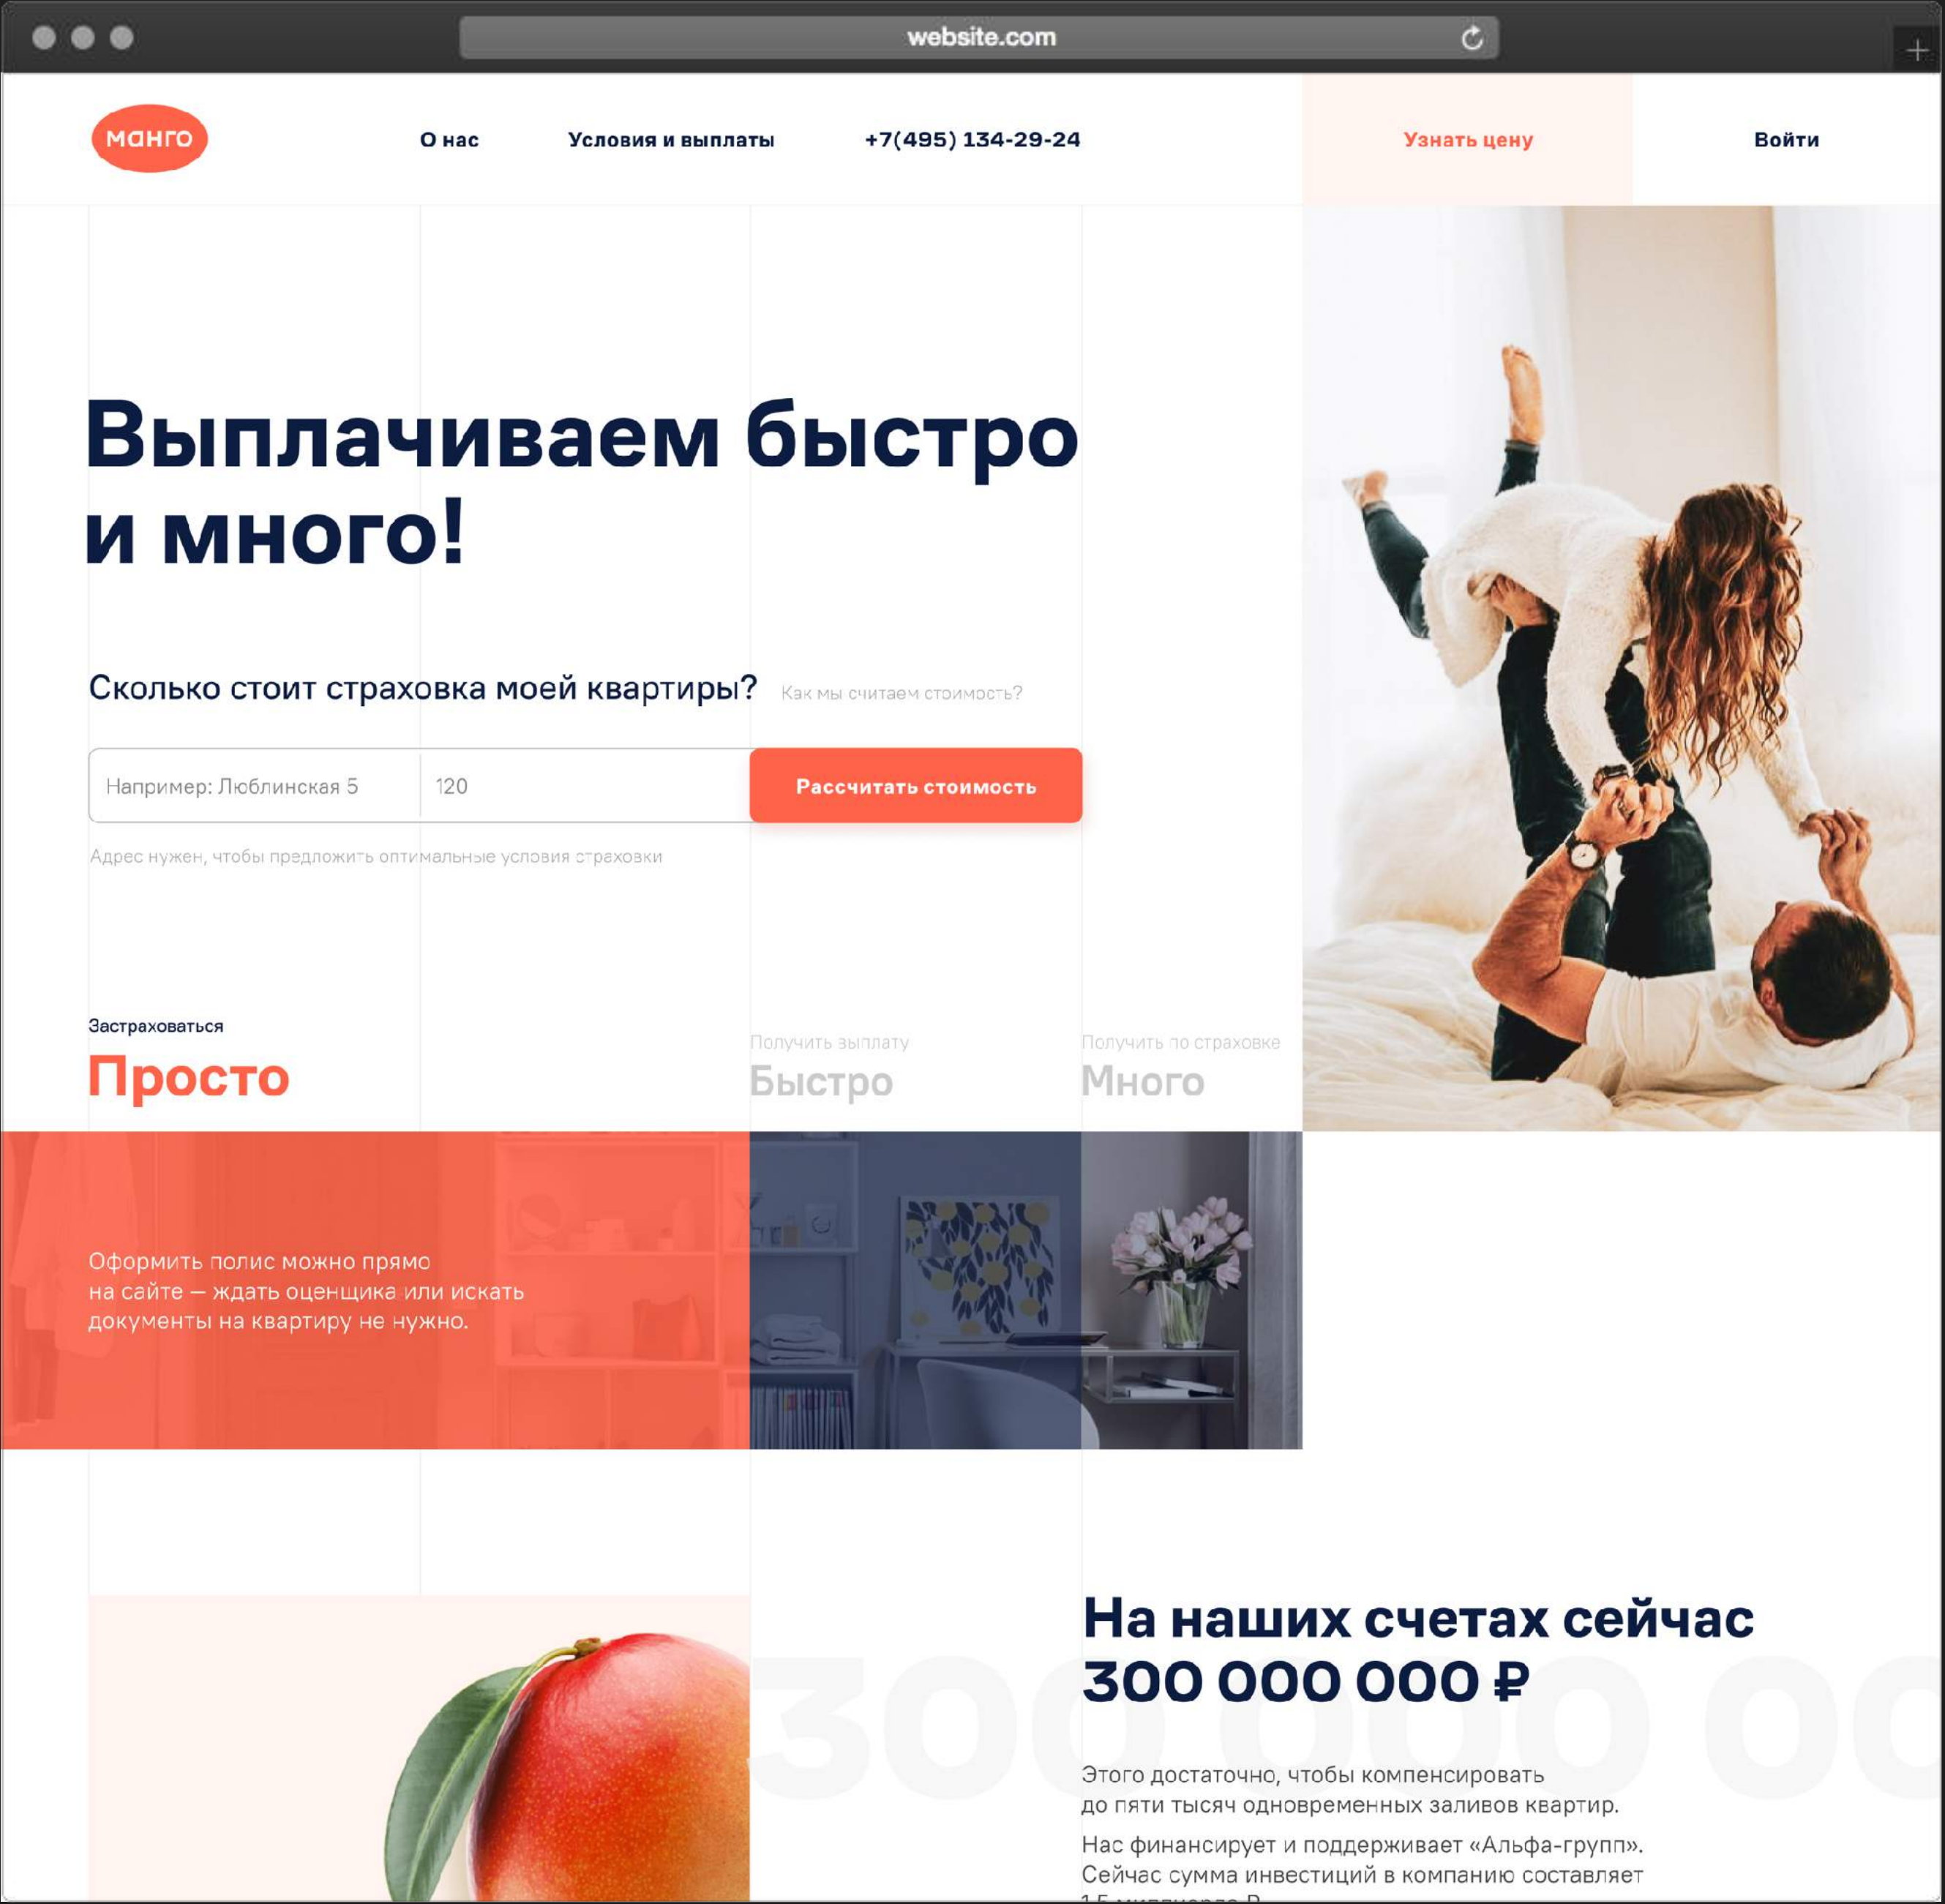 website.com
манго
О нас
Условия и выплаты
+7(495) 134-29-24
Узнать цену
Войти
Выплачиваем быстро
и много!
Сколько стоит страховка моей квартиры?
Как мы считаем стоимость?
Например: Люблинская 5
120
Рассчитать стоимость
Адрес нужен, чтобы предложить оптимальные условия страховки
Застраховаться
Просто
Получить выплату
Быстро
Получить по страховке
Много
Оформить полис можно прямо
на сайте — ждать оценщика или искать
документы на квартиру не нужно.
На наших счетах сейчас
300 000 000 ₽
300 000 00
Этого достаточно, чтобы компенсировать
до пяти тысяч одновременных заливов квартир.
Нас финансирует и поддерживает «Альфа-групп».
Сейчас сумма инвестиций в компанию составляет